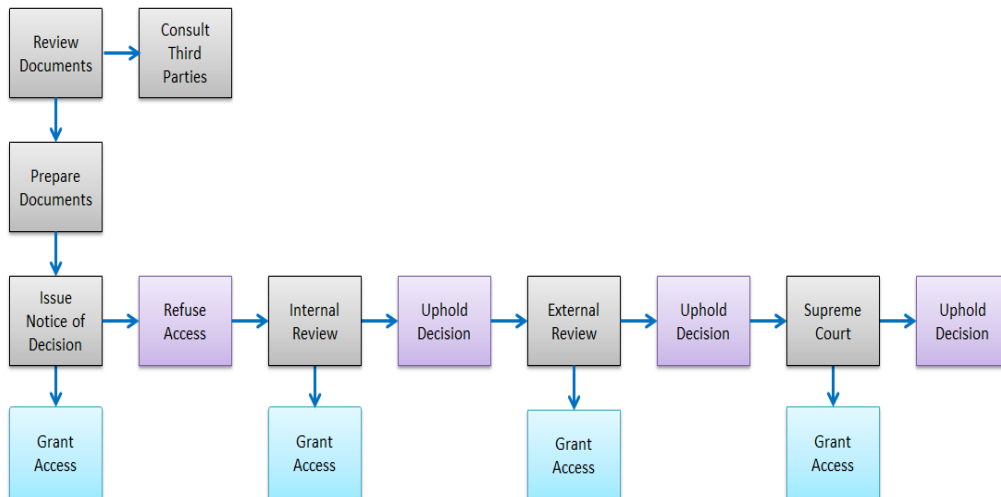 Review
Documents
Consult
Third
Parties
Prepare
Documents
Issue
Notice of
Decision
Refuse
Access
Internal
Review
Uphold
Decision
External
Review
Uphold
Decision
Supreme
Court
Uphold
Decision
Grant
Access
Grant
Access
Grant
Access
Grant
Access